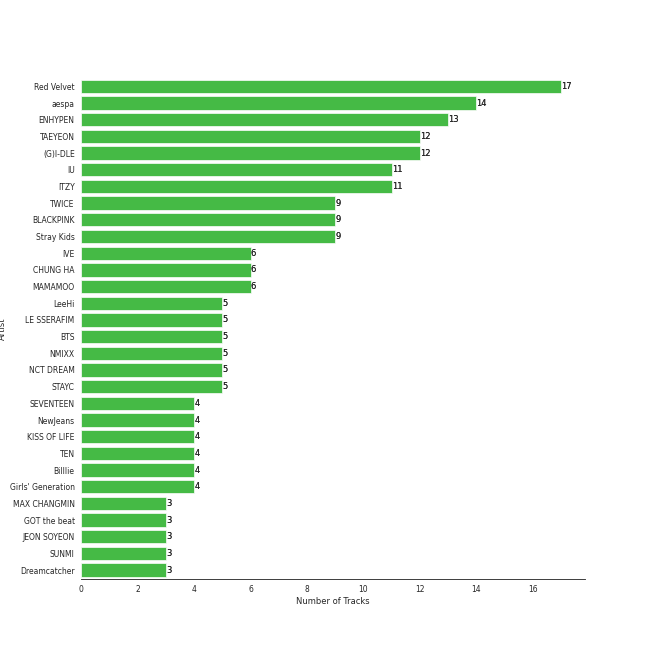 Red Velvet 17
aespa 14
ENHYPEN 13
TAEYEON 12
(G)I-DLE 12
IU 11
ITZY 11
TWICE 9
BLACKPINK 9
Stray Kids 9
IVE 6
CHUNG HA 6
MAMAMOO 6
LeeHi 5
LE SSERAFIM 5
BTS 5
NMIXX 5
NCT DREAM 5
STAYC 5
SEVENTEEN 4
NewJeans 4
KISS OF LIFE 4
TEN 4
Billlie 4
Girls' Generation 4
MAX CHANGMIN 3
GOT the beat 3
JEON SOYEON 3
SUNMI 3
Dreamcatcher 3
0 2 4 6 8 10 12 14 16
Number of Tracks
Artist